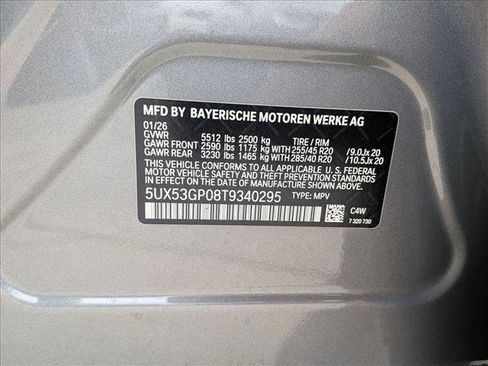 MFD BY BAYERISCHE MOTOREN WERKE AG
01/26
GVWR 5512 lbs 2500 kg TIRE / RIM
GAWR FRONT 2590 lbs 1175 kg 255/45 R20 /9.0Jx 20
GAWR REAR 3230 lbs 1465 kg 285/40 R20 /10.5Jx 20
THIS VEHICLE CONFORMS TO ALL APPLICABLE U.S. FEDERAL
MOTOR VEHICLE SAFETY AND THEFT PREVENTION STANDARDS
IN EFFECT ON THE DATE OF MANUFACTURE SHOWN ABOVE.
5UX53GP08T9340295 TYPE: MPV
C4W
7 320 730